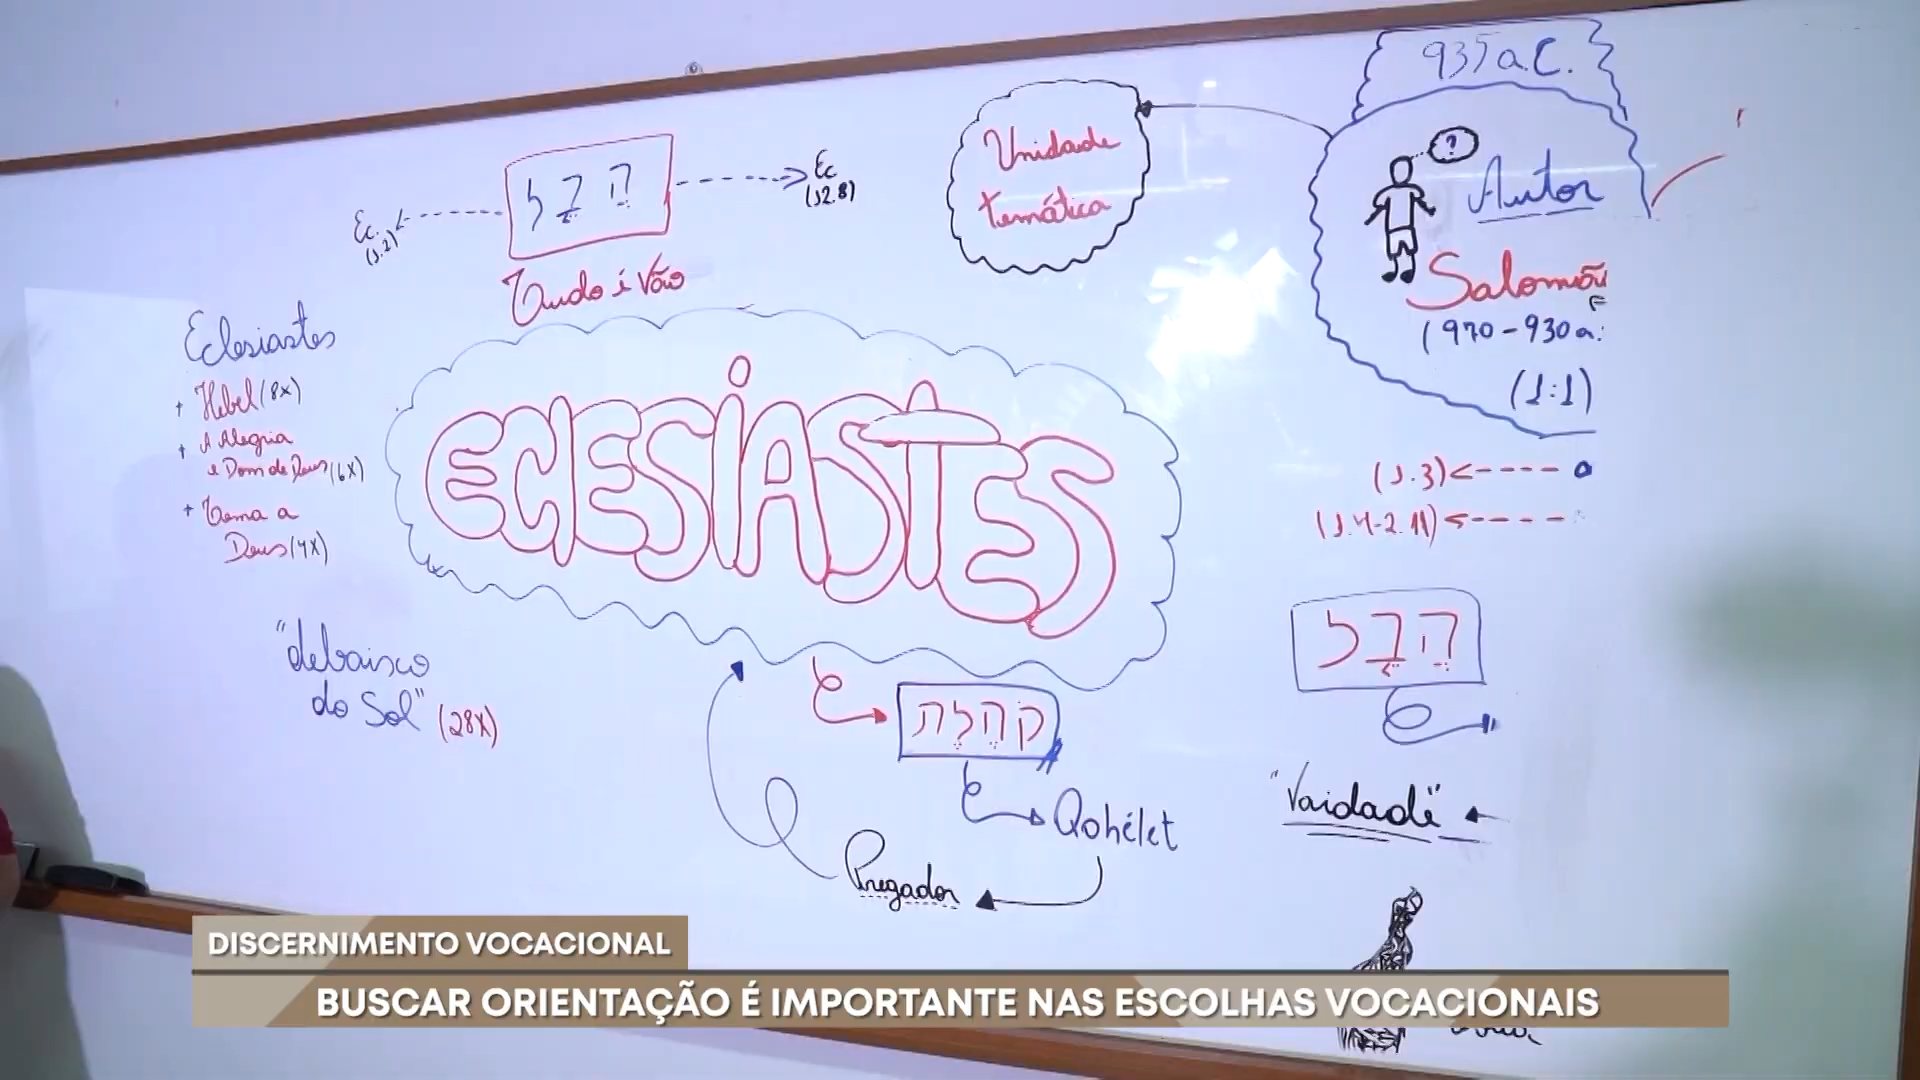 935 a.C.
?
Autor
Salomão
(970-930 a.
(1:1)
Unidade
temática
הֲבֵל
Ec.
(1.2)
Ec
(12.8)
Tudo é Vão
Eclesiastes
+ Hebel (8x)
+ A Alegria
é Dom de Deus (6x)
+ Tema a
Deus (4x)
"debaixo
do Sol" (28x)
ECLESIASTES
(1.3)
(1.4-2.11)
הֲבֵל
"Vaidade"
קֹהֶלֶת
Qohélet
Pregador
DISCERNIMENTO VOCACIONAL
BUSCAR ORIENTAÇÃO É IMPORTANTE NAS ESCOLHAS VOCACIONAIS